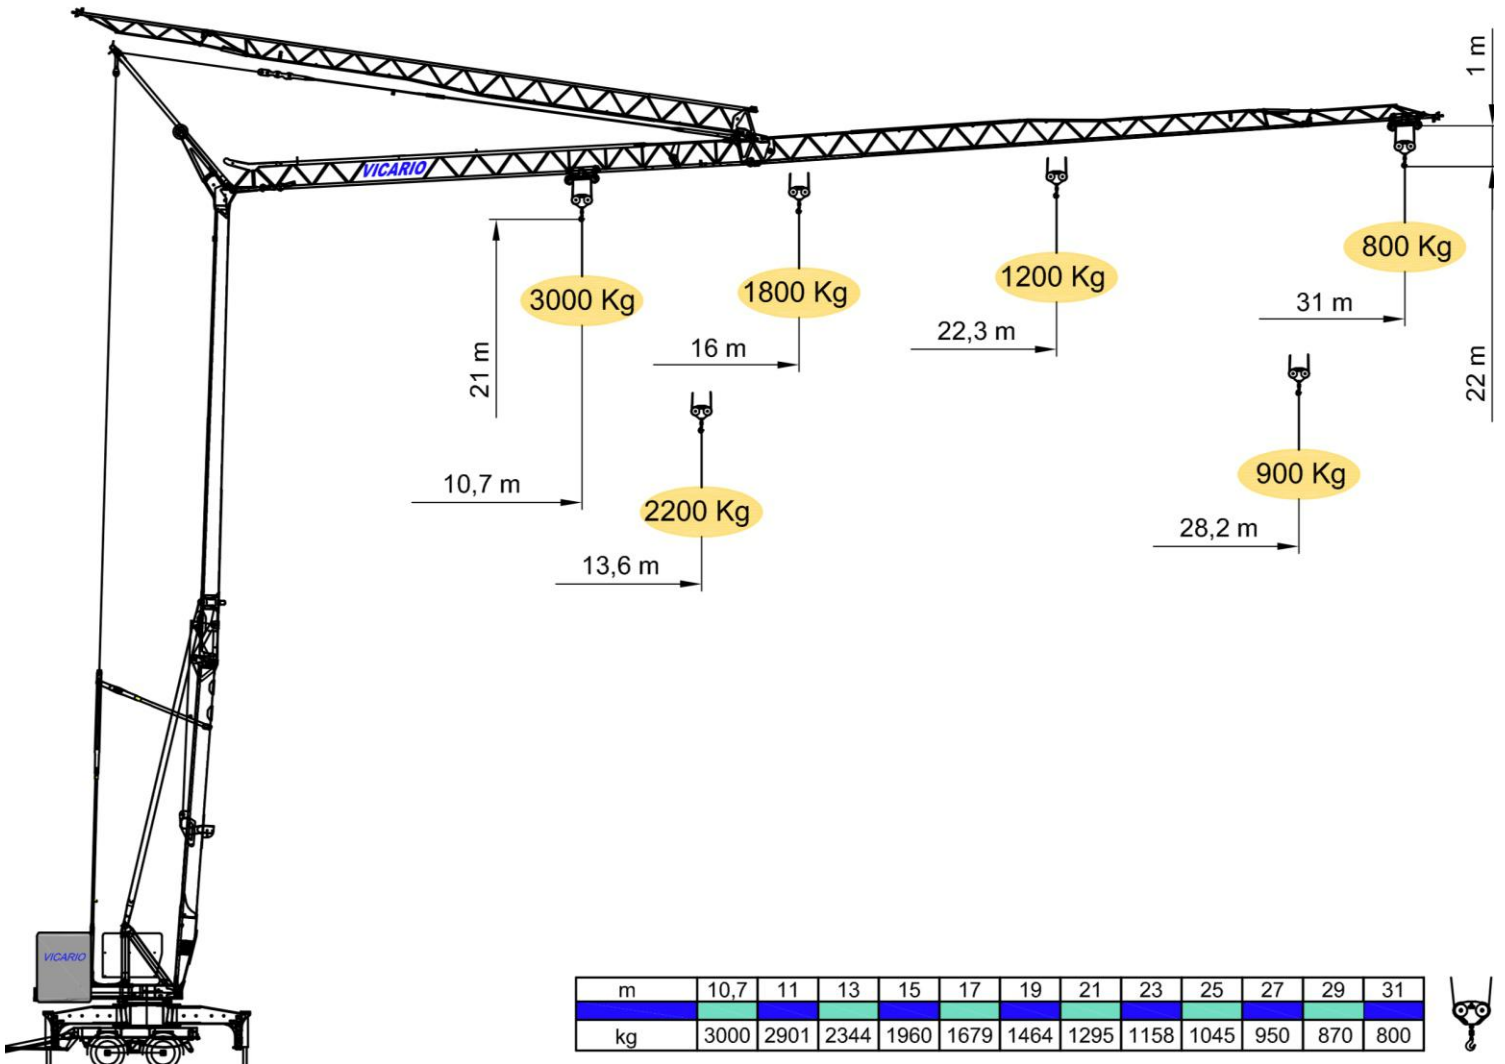 1 m
VICARIO
800 Kg
3000 Kg
1800 Kg
1200 Kg
31 m
22,3 m
16 m
21 m
22 m
10,7 m
2200 Kg
900 Kg
28,2 m
13,6 m
VICARIO
m 10,7 11 13 15 17 19 21 23 25 27 29 31
kg 3000 2901 2344 1960 1679 1464 1295 1158 1045 950 870 800